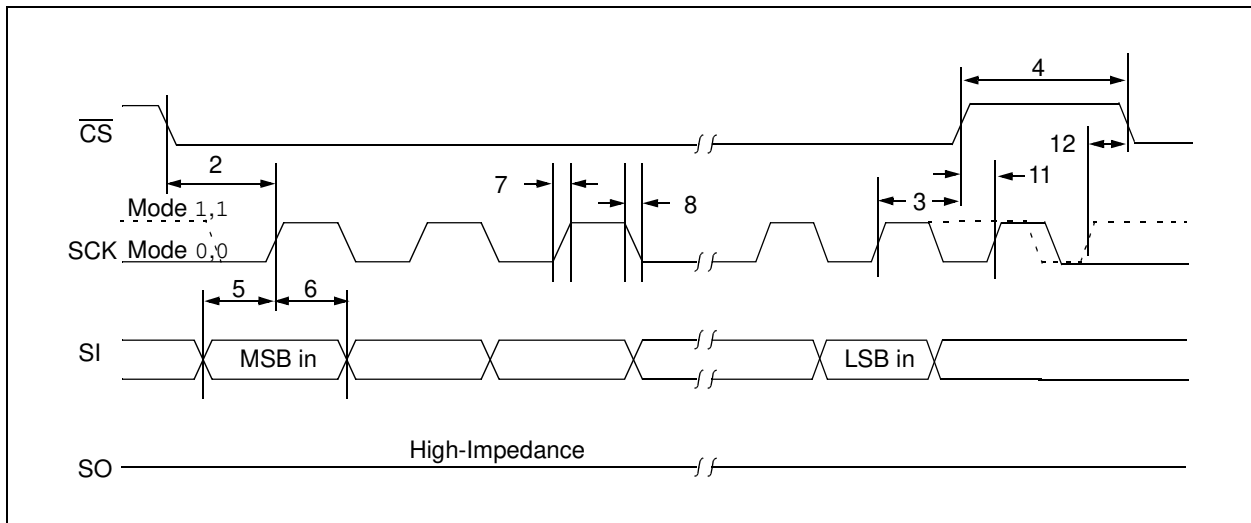 4
CS
12
2
7
8
3
11
Mode 1,1
SCK Mode 0,0
5
6
SI
MSB in
LSB in
High-Impedance
SO